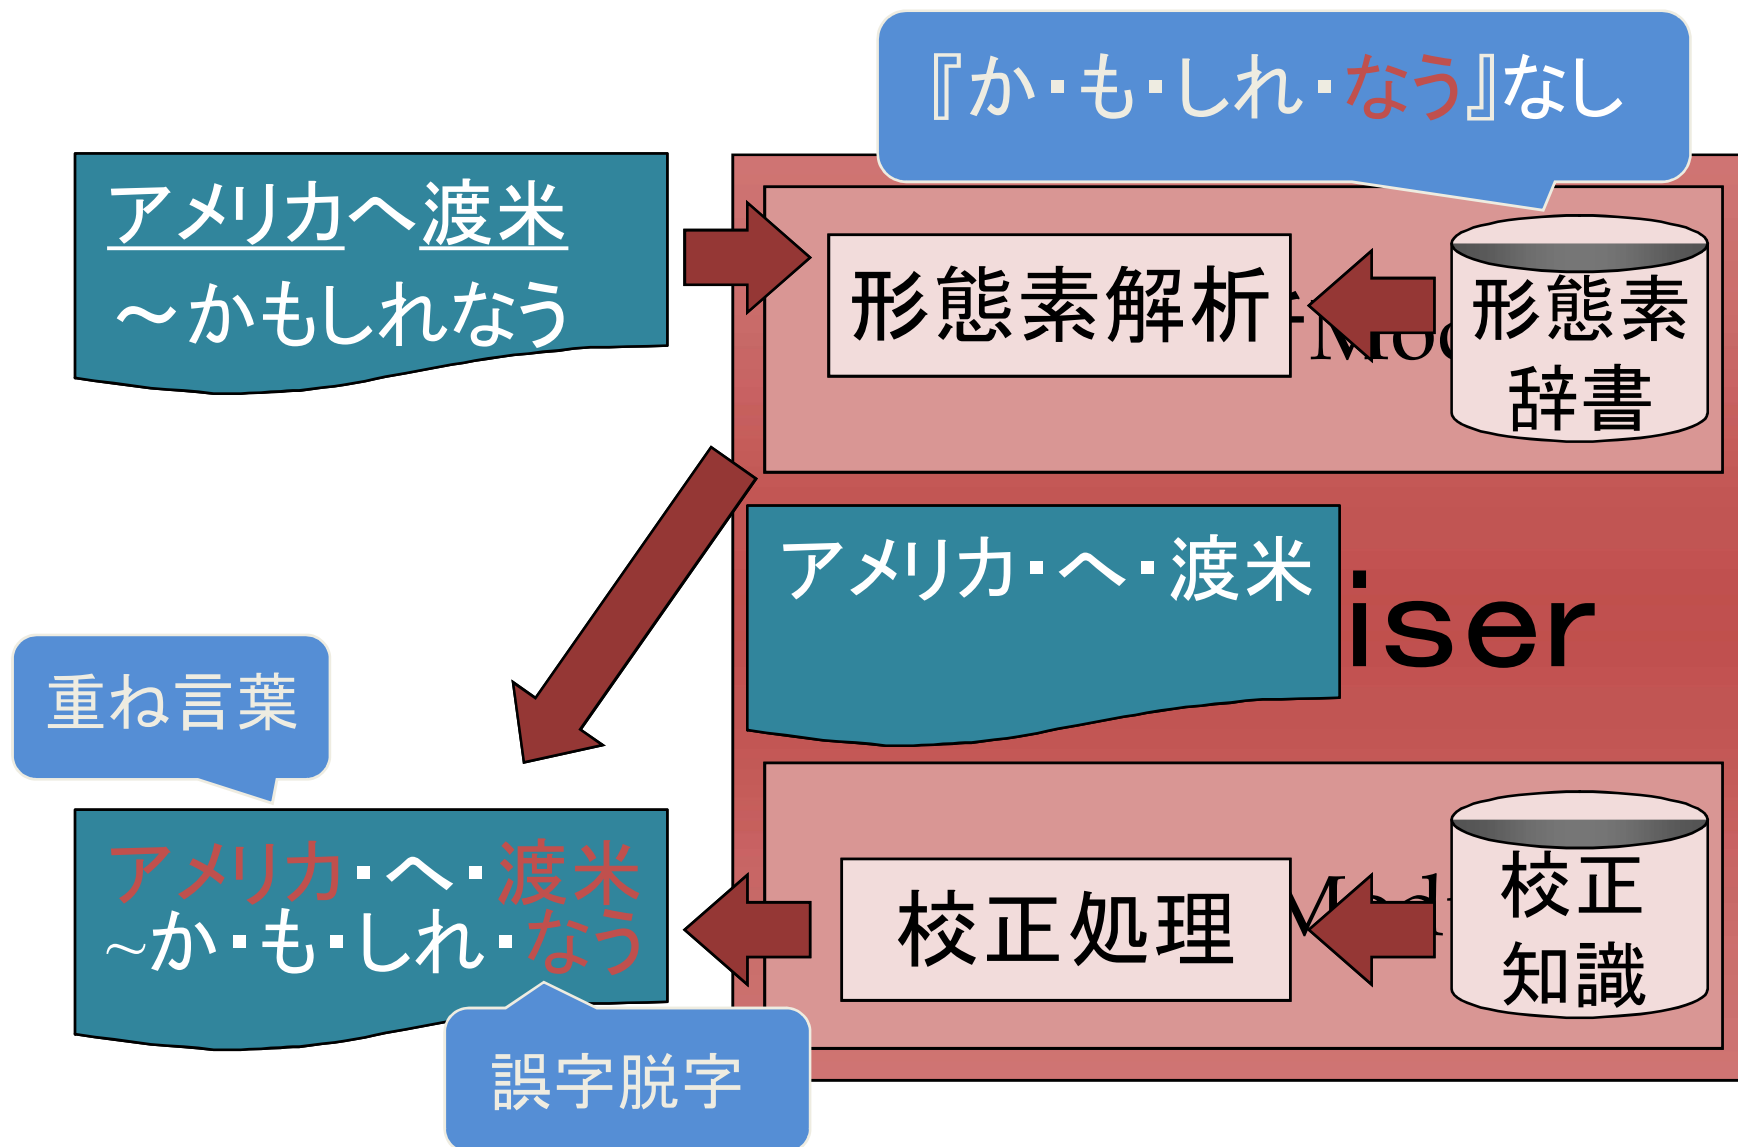 『か・も・しれ・なう』なし
アメリカへ渡米
～かもしれなう
形態素解析
形態素
辞書
アメリカ・へ・渡米
iser
重ね言葉
アメリカ・へ・渡米
~か・も・しれ・なう
校正処理
校正
知識
誤字脱字